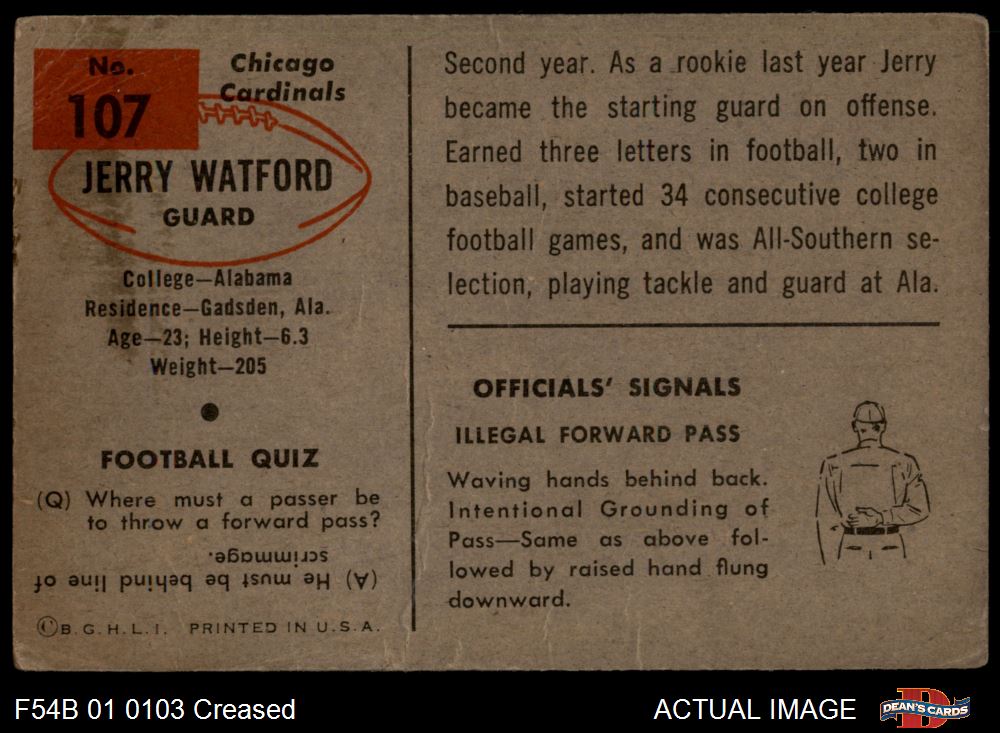 No.
107
Chicago
Cardinals
JERRY WATFORD
GUARD
College—Alabama
Residence—Gadsden, Ala.
Age—23; Height—6.3
Weight—205
FOOTBALL QUIZ
(Q) Where must a passer be
to throw a forward pass?
(A) He must be behind line of
scrimmage.
©B.G.H.L.I. PRINTED IN U.S.A.
Second year. As a rookie last year Jerry
became the starting guard on offense.
Earned three letters in football, two in
baseball, started 34 consecutive college
football games, and was All-Southern se-
lection, playing tackle and guard at Ala.
OFFICIALS' SIGNALS
ILLEGAL FORWARD PASS
Waving hands behind back.
Intentional Grounding of
Pass—Same as above fol-
lowed by raised hand flung
downward.
F54B 01 0103 Creased
ACTUAL IMAGE
DEAN'S CARDS